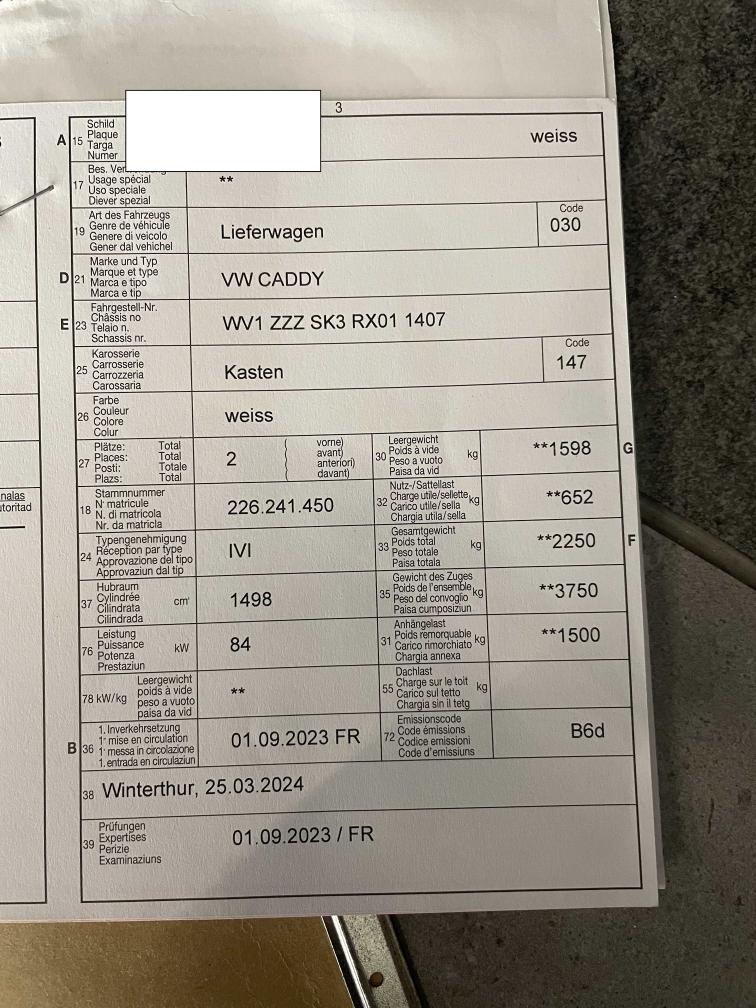 3
A 15 Schild
Plaque
Targa
Numer
weiss
17 Bes.
Usage spécial
Uso speciale
Diever spezial
**
19 Art des Fahrzeugs
Genre de véhicule
Genere di veicolo
Gener dal vehichel
Lieferwagen
Code
030
D 21 Marke und Typ
Marque et type
Marca e tipo
Marca e tip
VW CADDY
E 23 Fahrgestell-Nr.
Châssis no
Telaio n.
Schassis nr.
WV1 ZZZ SK3 RX01 1407
25 Karosserie
Carrosserie
Carrozzeria
Carossaria
Kasten
Code
147
26 Farbe
Couleur
Colore
Colur
weiss
27 Plätze: Total
Places: Total
Posti: Totale
Plazs: Total
2
vorne)
avant)
anteriori)
davant)
30 Leergewicht
Poids à vide
Peso a vuoto
Paisa da vid
kg
**1598
G
18 Stammnummer
N° matricule
N. di matricola
Nr. da matricla
226.241.450
32 Nutz-/Sattellast
Charge utile/sellette
Carico utile/sella
Chargia utila/sella
kg
**652
24 Typengenehmigung
Réception par type
Approvazione del tipo
Approvaziun dal tip
IVI
33 Gesamtgewicht
Poids total
Peso totale
Paisa totala
kg
**2250
F
37 Hubraum
Cylindrée
Cilindrata
Cilindrada
cm³
1498
35 Gewicht des Zuges
Poids de l'ensemble
Peso del convoglio
Paisa cumposiziun
kg
**3750
76 Leistung
Puissance
Potenza
Prestaziun
kW
84
31 Anhängelast
Poids remorquable
Carico rimorchiato
Chargia annexa
kg
**1500
78 kW/kg
Leergewicht
poids à vide
peso a vuoto
paisa da vid
**
55 Dachlast
Charge sur le toit
Carico sul tetto
Chargia sin il tetg
kg
B 36 1. Inverkehrsetzung
1re mise en circulation
1a messa in circolazione
1. entrada en circulaziun
01.09.2023 FR
72 Emissionscode
Code émissions
Codice emissioni
Code d'emissiuns
B6d
38 Winterthur, 25.03.2024
39 Prüfungen
Expertises
Perizie
Examinaziuns
01.09.2023 / FR